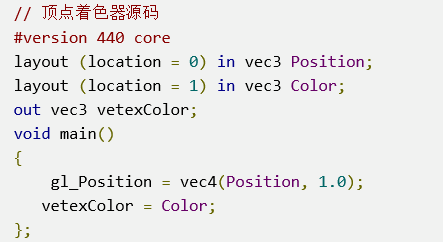 // 顶点着色器源码
#version 440 core
layout (location = 0) in vec3 Position;
layout (location = 1) in vec3 Color;
out vec3 vetexColor;
void main()
{
    gl_Position = vec4(Position, 1.0);
   vetexColor = Color;
};